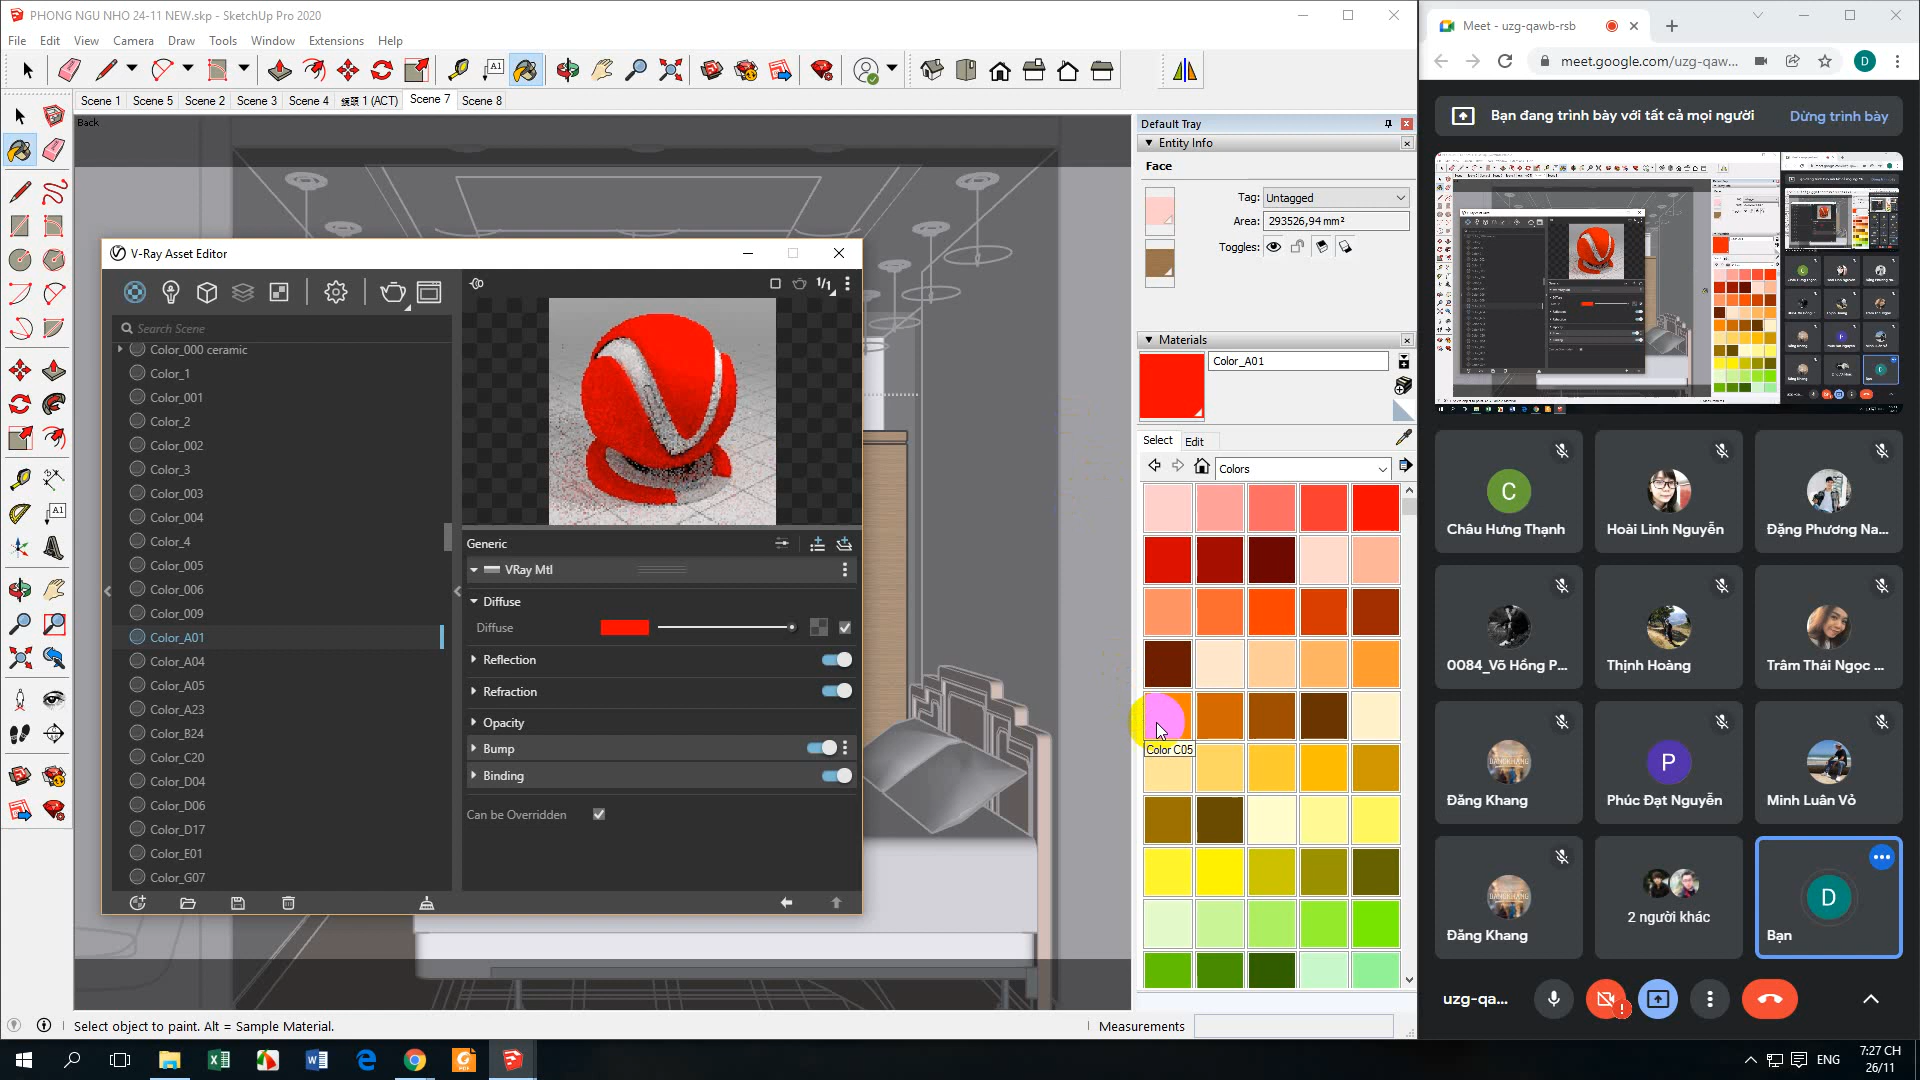 PHONG NGU NHO 24-11 NEW.skp - SketchUp Pro 2020
File Edit View Camera Draw Tools Window Extensions Help
Scene 1 Scene 5 Scene 2 Scene 3 Scene 4 1 (ACT) Scene 7 Scene 8
Back
V-Ray Asset Editor
Search Scene
Color_000 ceramic
Color_1
Color_001
Color_2
Color_002
Color_3
Color_003
Color_004
Color_4
Color_005
Color_006
Color_009
Color_A01
Color_A04
Color_A05
Color_A23
Color_B24
Color_C20
Color_D04
Color_D06
Color_D17
Color_E01
Color_G07
1/1
Generic
VRay Mtl
Diffuse
Diffuse
Reflection
Refraction
Opacity
Bump
Binding
Can be Overridden
Default Tray
Entity Info
Face
Tag: Untagged
Area: 293526,94 mm²
Toggles:
Materials
Color_A01
Select Edit
Colors
Color C05
Select object to paint. Alt = Sample Material.
Measurements
Meet - uzg-qawb-rsb
meet.google.com/uzg-qaw...
D
Bạn đang trình bày với tất cả mọi người
Dừng trình bày
C
Châu Hưng Thạnh
Hoài Linh Nguyễn
Đặng Phương Na...
0084_Võ Hồng P...
Thịnh Hoàng
Trâm Thái Ngọc ...
Đăng Khang
P
Phúc Đạt Nguyễn
Minh Luân Vỏ
Đăng Khang
2 người khác
D
Bạn
uzg-qa...
ENG
7:27 CH
26/11